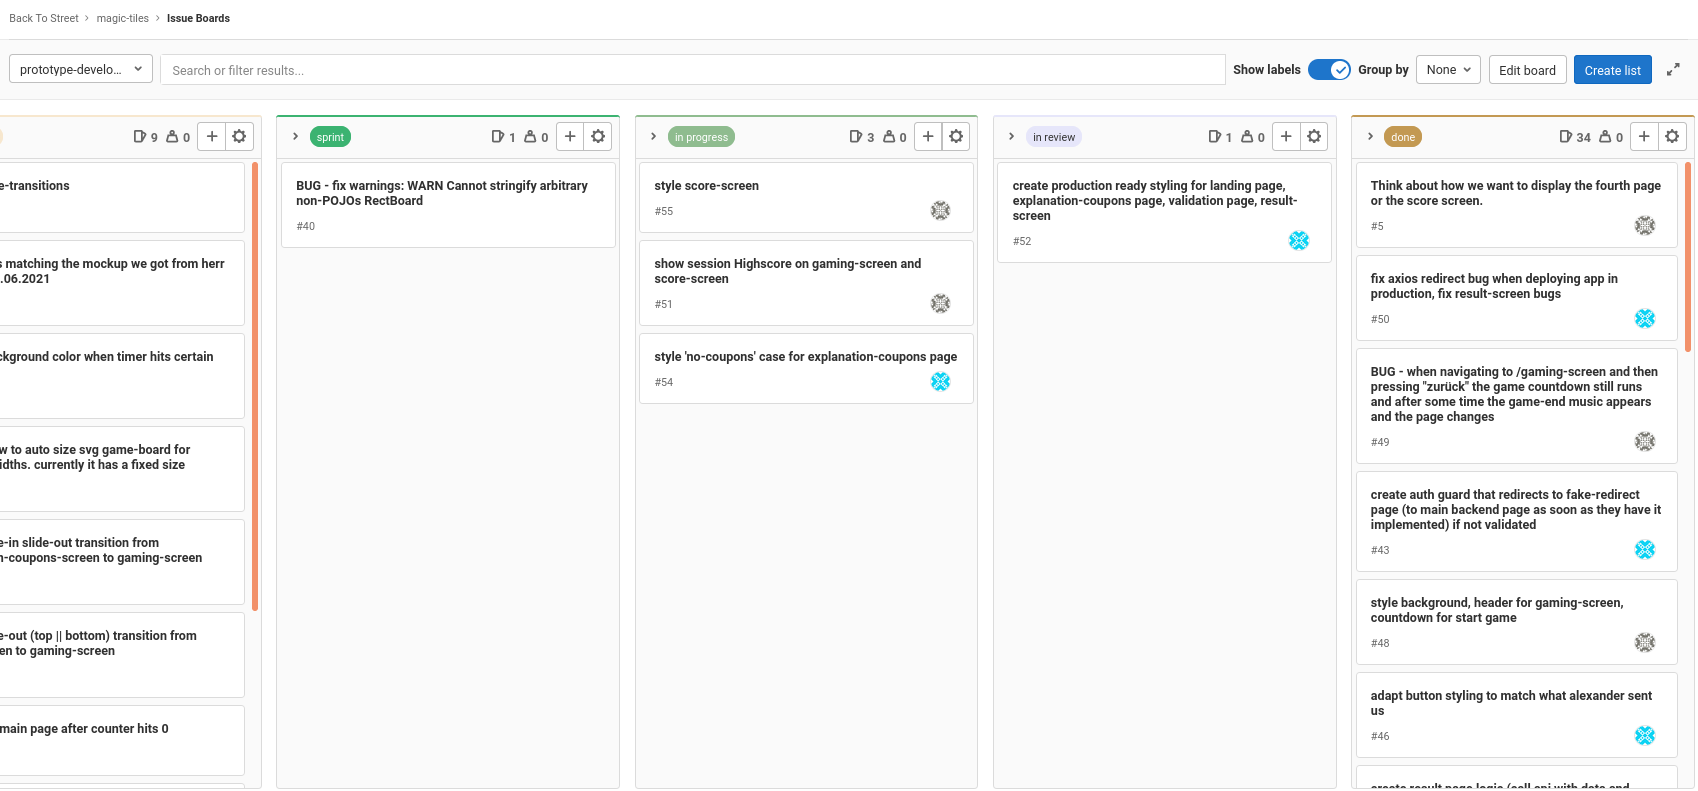 Back To Street > magic-tiles > Issue Boards
prototype-develo...
Search or filter results...
Show labels
Group by
None
Edit board
Create list
9 0
e-transitions
s matching the mockup we got from herr
.06.2021
ckground color when timer hits certain
w to auto size svg game-board for
idths. currently it has a fixed size
e-in slide-out transition from
n-coupons-screen to gaming-screen
e-out (top || bottom) transition from
en to gaming-screen
main page after counter hits 0
sprint 1 0
BUG - fix warnings: WARN Cannot stringify arbitrary
non-POJOs RectBoard
#40
in progress 3 0
style score-screen
#55
show session Highscore on gaming-screen and
score-screen
#51
style 'no-coupons' case for explanation-coupons page
#54
in review 1 0
create production ready styling for landing page,
explanation-coupons page, validation page, result-
screen
#52
done 34 0
Think about how we want to display the fourth page
or the score screen.
#5
fix axios redirect bug when deploying app in
production, fix result-screen bugs
#50
BUG - when navigating to /gaming-screen and then
pressing "zurück" the game countdown still runs
and after some time the game-end music appears
and the page changes
#49
create auth guard that redirects to fake-redirect
page (to main backend page as soon as they have it
implemented) if not validated
#43
style background, header for gaming-screen,
countdown for start game
#48
adapt button styling to match what alexander sent
us
#46
create result page logic (call api with data and